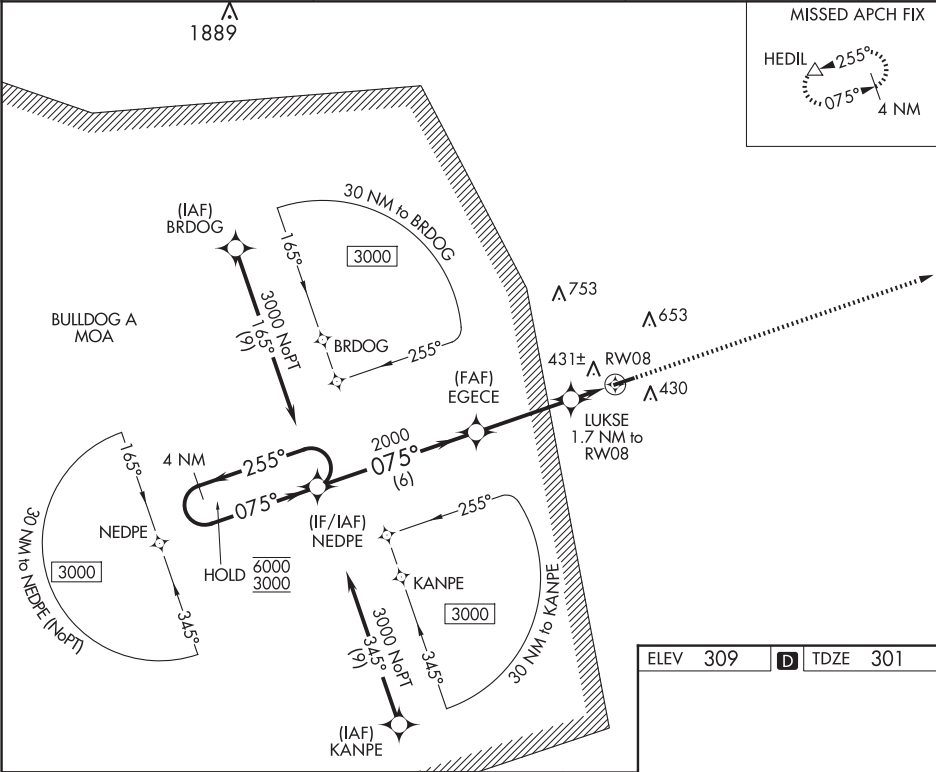 1889
MISSED APCH FIX
HEDIL
255°
075°
4 NM
(IAF)
BRDOG
30 NM to BRDOG
165°
3000
3000 NoPT
165°
(9)
BRDOG
255°
BULLDOG A
MOA
753
653
431± RW08
430
(FAF)
EGECE
LUKSE
1.7 NM to
RW08
2000
075°
(6)
4 NM
255°
075°
165°
NEDPE
30 NM to NEDPE (NoPT)
3000
345°
HOLD
6000
3000
(IF/IAF)
NEDPE
255°
KANPE
3000
30 NM to KANPE
345°
3000 NoPT
345°
(9)
(IAF)
KANPE
ELEV 309 D TDZE 301